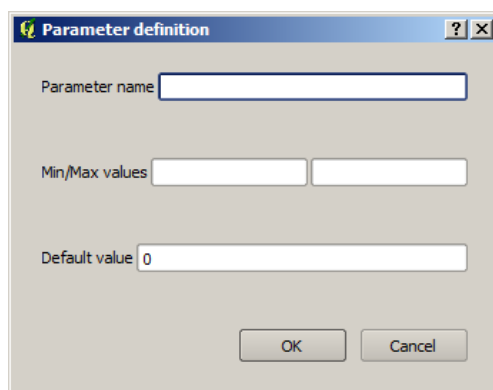 Parameter definition
Parameter name
Min/Max values
Default value 0
OK Cancel